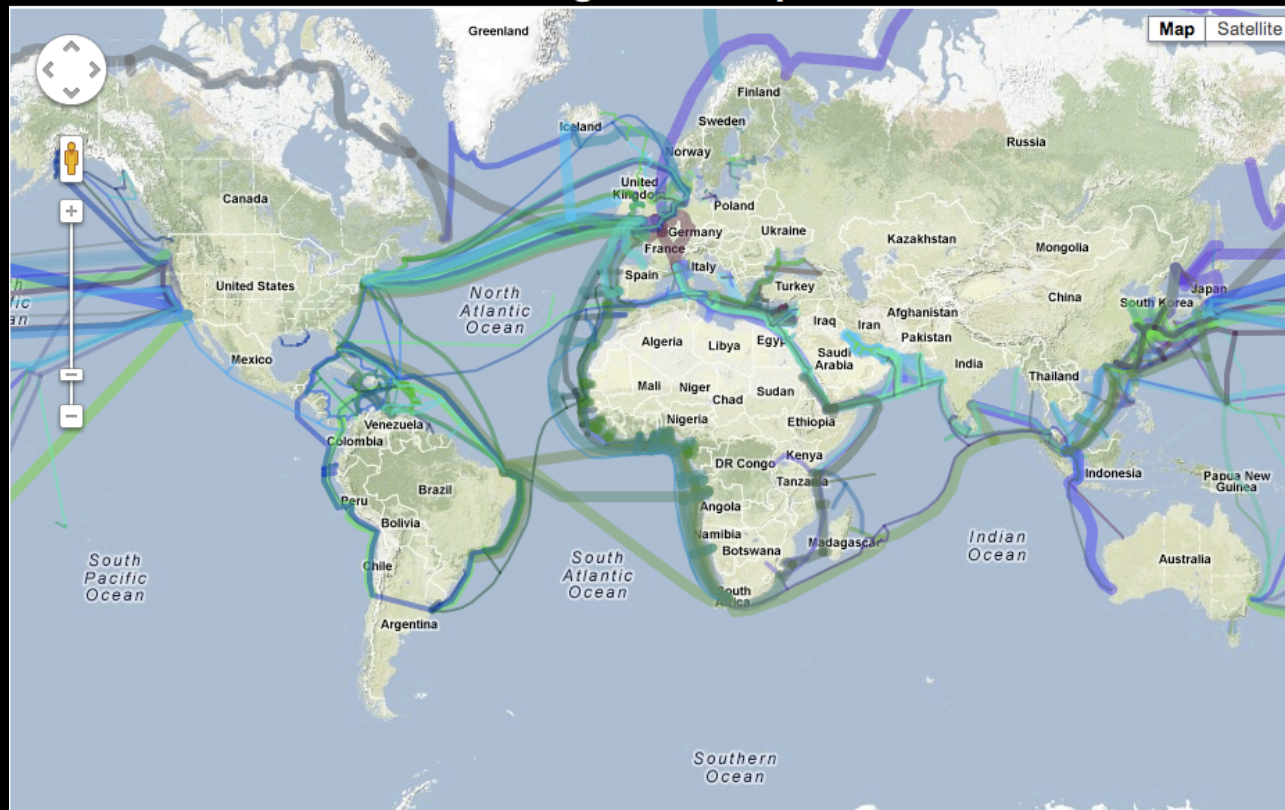 Greenland
Map
Satellite
Finland
Iceland
Sweden
Russia
Norway
Canada
United
Kingdo
Poland
Germany
Ukraine
Kazakhstan
Mongolia
France
Italy
Spain
United States
North
Atlantic
Ocean
Turkey
China
Japan
South Korea
Afghanistan
Iraq
Iran
Pakistan
Algeria
Libya
Egyp
Saudi
Arabia
India
Mexico
Thailand
Mali
Niger
Chad
Sudan
Nigeria
Ethiopia
Venezuela
Colombia
Kenya
DR Congo
Tanzania
Indonesia
Papua New
Guinea
Brazil
Peru
Angola
Bolivia
Namibia
Botswana
Madagascar
Indian
Ocean
South
Pacific
Ocean
Chile
South
Atlantic
Ocean
Australia
South
Africa
Argentina
Southern
Ocean